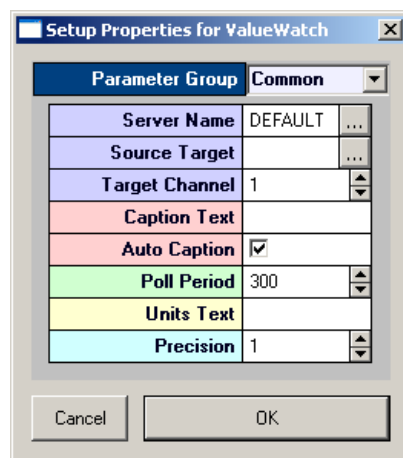 Setup Properties for ValueWatch
Parameter Group Common
Server Name DEFAULT ...
Source Target ...
Target Channel 1
Caption Text
Auto Caption
Poll Period 300
Units Text
Precision 1
Cancel OK